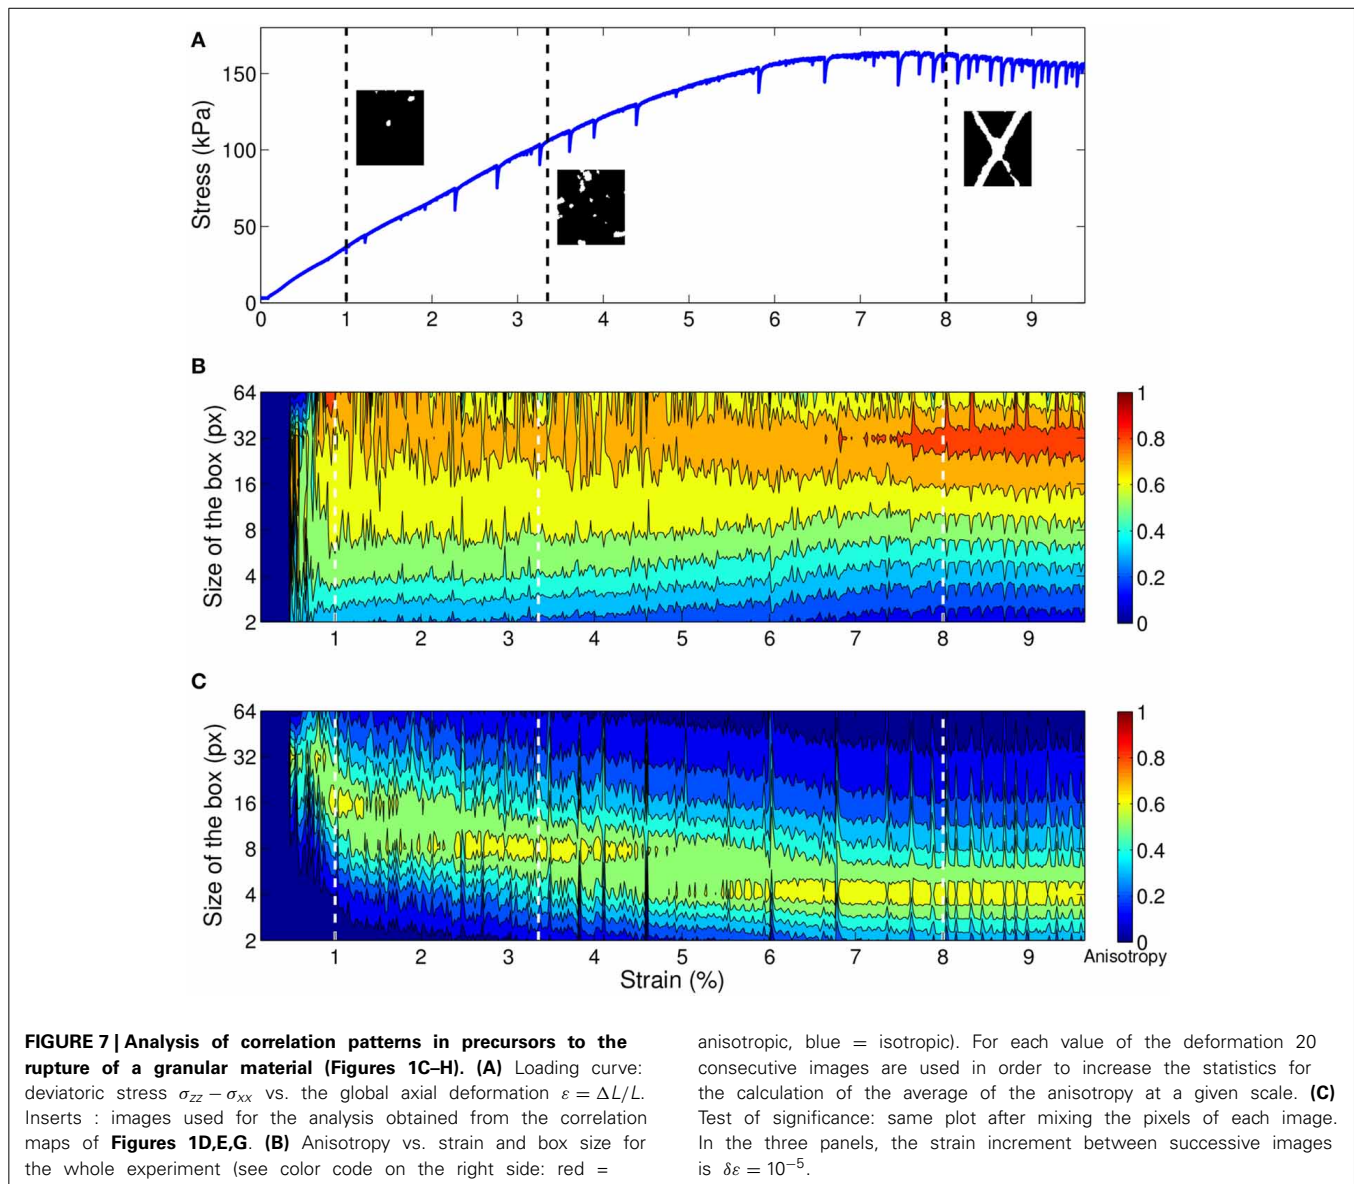 A
Stress (kPa)
150
100
50
0
0 1 2 3 4 5 6 7 8 9
B
Size of the box (px)
64
32
16
8
4
2
1 2 3 4 5 6 7 8 9
1
0.8
0.6
0.4
0.2
0
C
Size of the box (px)
64
32
16
8
4
2
1 2 3 4 5 6 7 8 9
Strain (%)
1
0.8
0.6
0.4
0.2
0
Anisotropy
FIGURE 7 | Analysis of correlation patterns in precursors to the
rupture of a granular material (Figures 1C–H). (A) Loading curve:
deviatoric stress σzz − σxx vs. the global axial deformation ε = ΔL/L.
Inserts : images used for the analysis obtained from the correlation
maps of Figures 1D,E,G. (B) Anisotropy vs. strain and box size for
the whole experiment (see color code on the right side: red =
anisotropic, blue = isotropic). For each value of the deformation 20
consecutive images are used in order to increase the statistics for
the calculation of the average of the anisotropy at a given scale. (C)
Test of significance: same plot after mixing the pixels of each image.
In the three panels, the strain increment between successive images
is δε = 10⁻⁵.